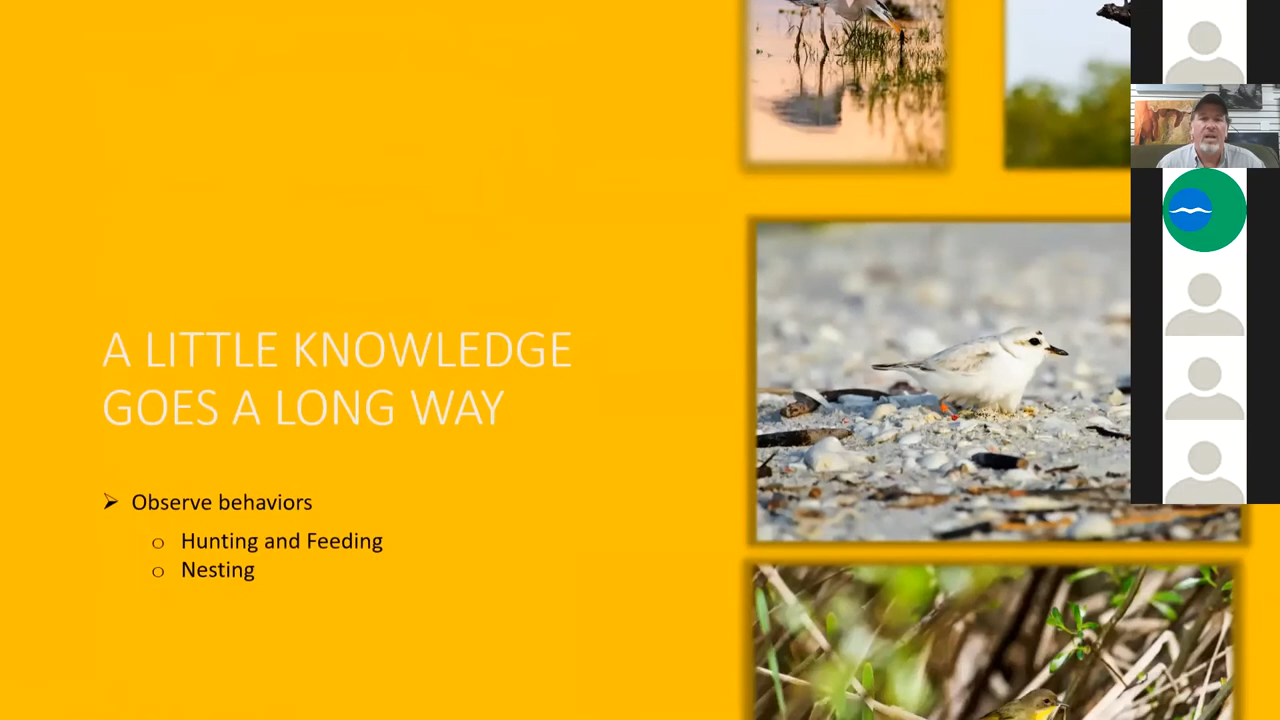 A LITTLE KNOWLEDGE
GOES A LONG WAY
➢ Observe behaviors
o Hunting and Feeding
o Nesting